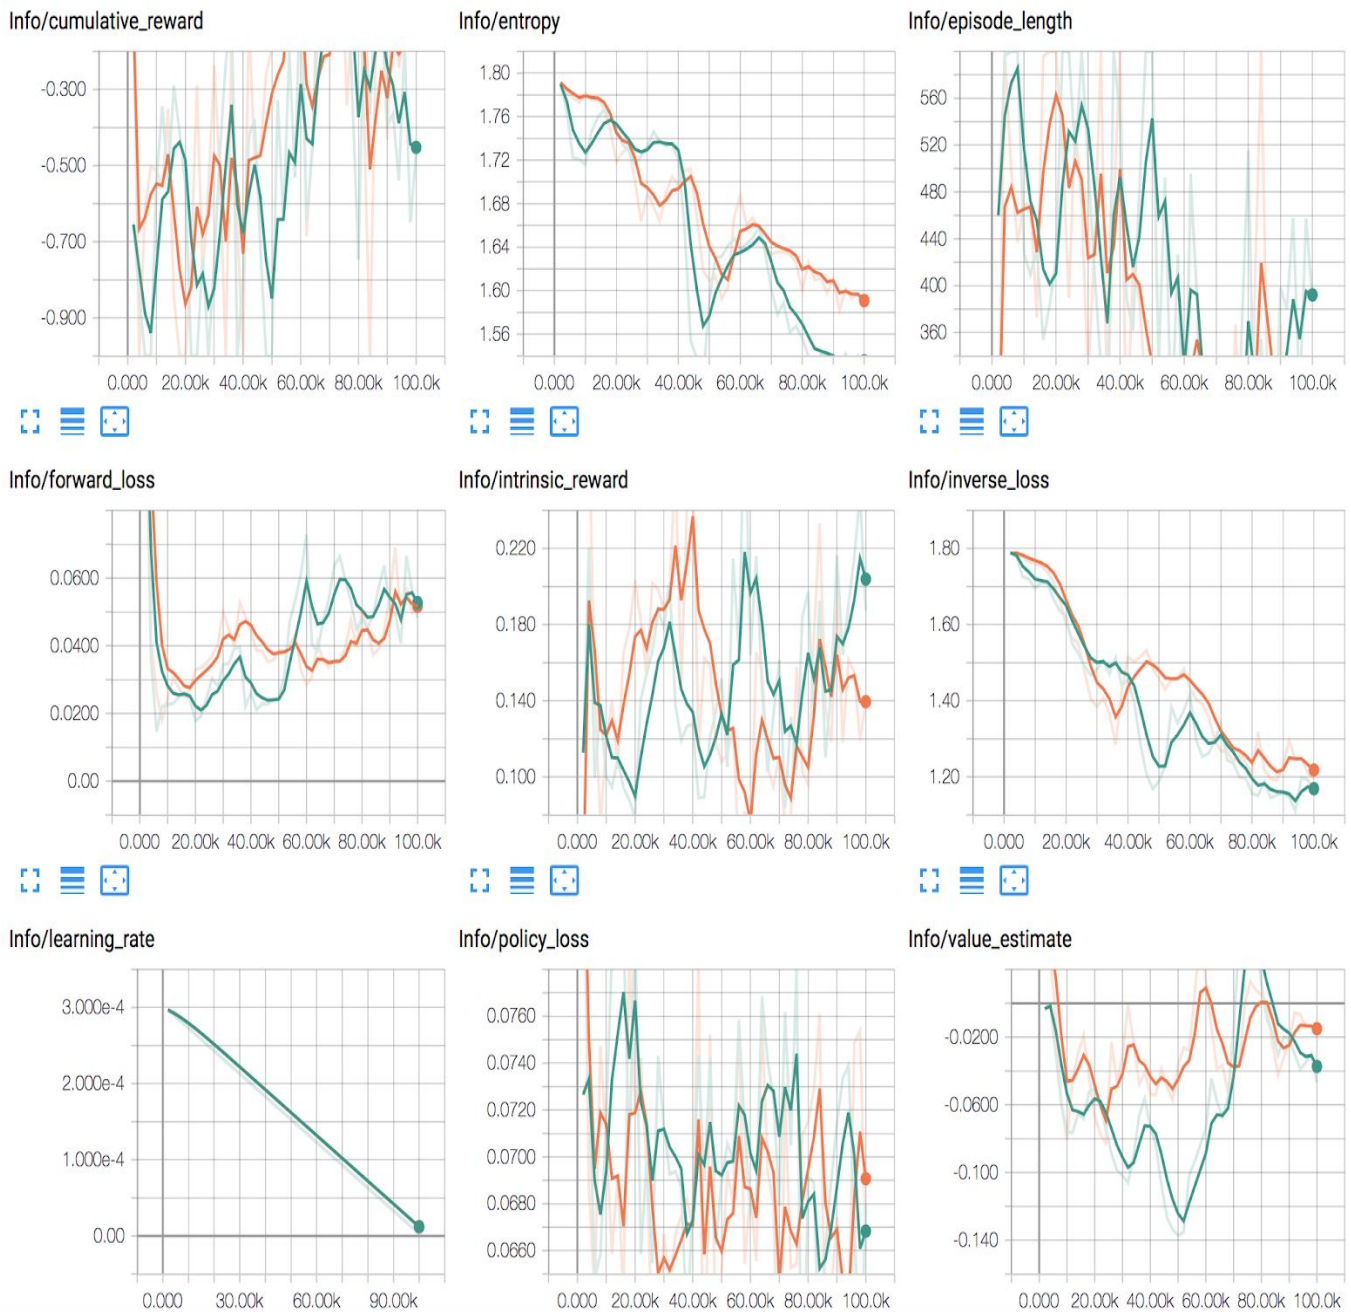 Info/cumulative_reward
-0.300
-0.500
-0.700
-0.900
0.000 20.00k 40.00k 60.00k 80.00k 100.0k
Info/entropy
1.80
1.76
1.72
1.68
1.64
1.60
1.56
0.000 20.00k 40.00k 60.00k 80.00k 100.0k
Info/episode_length
560
520
480
440
400
360
0.000 20.00k 40.00k 60.00k 80.00k 100.0k
Info/forward_loss
0.0600
0.0400
0.0200
0.00
0.000 20.00k 40.00k 60.00k 80.00k 100.0k
Info/intrinsic_reward
0.220
0.180
0.140
0.100
0.000 20.00k 40.00k 60.00k 80.00k 100.0k
Info/inverse_loss
1.80
1.60
1.40
1.20
0.000 20.00k 40.00k 60.00k 80.00k 100.0k
Info/learning_rate
3.000e-4
2.000e-4
1.000e-4
0.00
0.000 30.00k 60.00k 90.00k
Info/policy_loss
0.0760
0.0740
0.0720
0.0700
0.0680
0.0660
0.000 20.00k 40.00k 60.00k 80.00k 100.0k
Info/value_estimate
-0.0200
-0.0600
-0.100
-0.140
0.000 20.00k 40.00k 60.00k 80.00k 100.0k